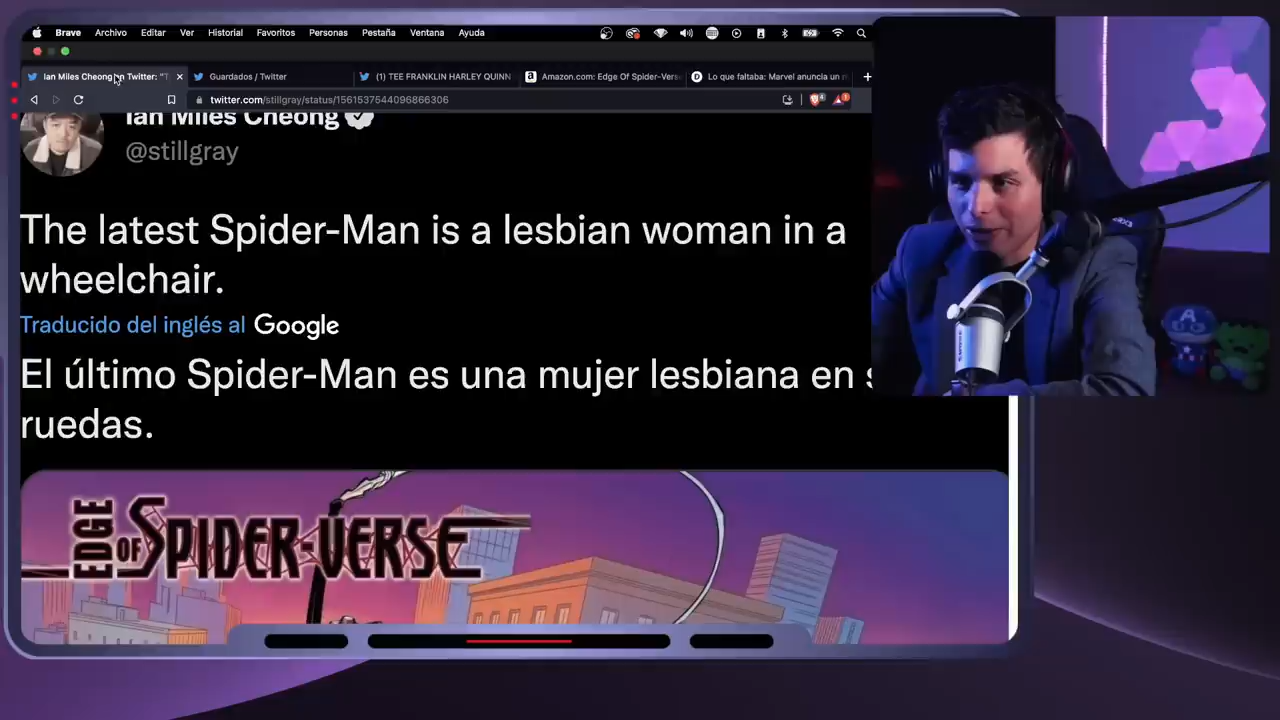 Brave Archivo Editar Ver Historial Favoritos Personas Pestaña Ventana Ayuda
Ian Miles Cheong on Twitter: "T
Guardados / Twitter
(1) TEE FRANKLIN HARLEY QUINN
Amazon.com: Edge Of Spider-Vers
Lo que faltaba: Marvel anuncia un m
twitter.com/stillgray/status/1561537544096866306
Ian Miles Cheong
@stillgray
The latest Spider-Man is a lesbian woman in a
wheelchair.
Traducido del inglés al Google
El último Spider-Man es una mujer lesbiana en s
ruedas.
EDGE OF SPIDER-VERSE